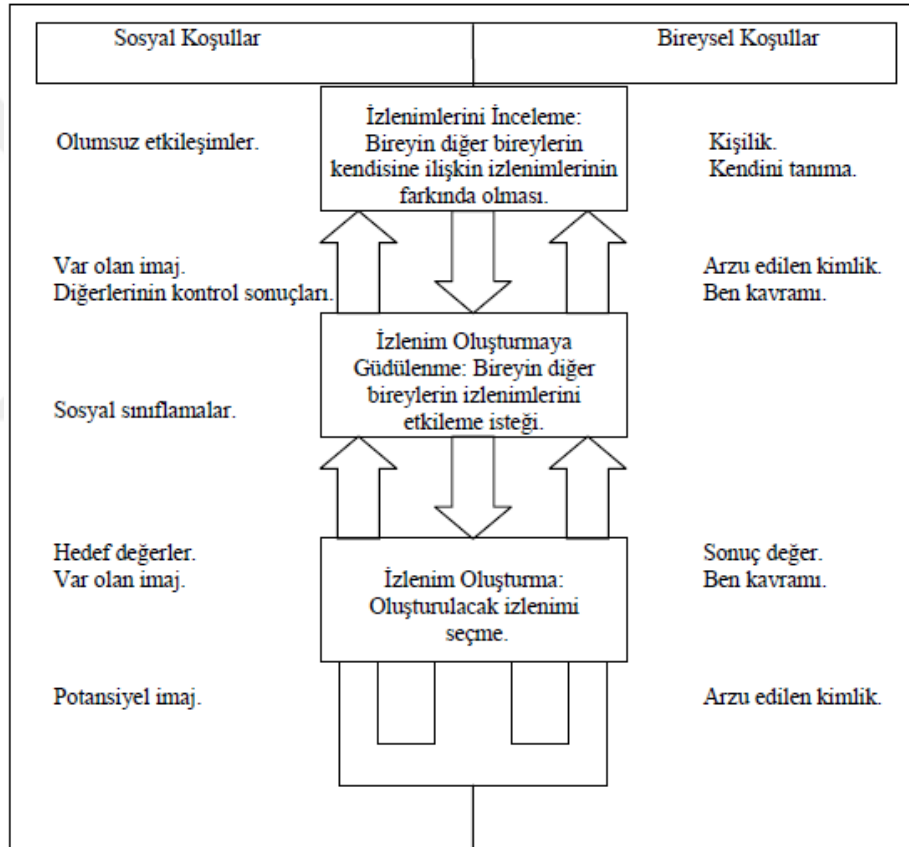 Sosyal Koşullar
Bireysel Koşullar
İzlenimlerini İnceleme:
Bireyin diğer bireylerin
kendisine ilişkin izlenimlerinin
farkında olması.
Olumsuz etkileşimler.
Kişilik.
Kendini tanıma.
Var olan imaj.
Diğerlerinin kontrol sonuçları.
Arzu edilen kimlik.
Ben kavramı.
İzlenim Oluşturmaya
Güdülenme: Bireyin diğer
bireylerin izlenimlerini
etkileme isteği.
Sosyal sınıflamalar.
Hedef değerler.
Var olan imaj.
Sonuç değer.
Ben kavramı.
İzlenim Oluşturma:
Oluşturulacak izlenimi
seçme.
Potansiyel imaj.
Arzu edilen kimlik.